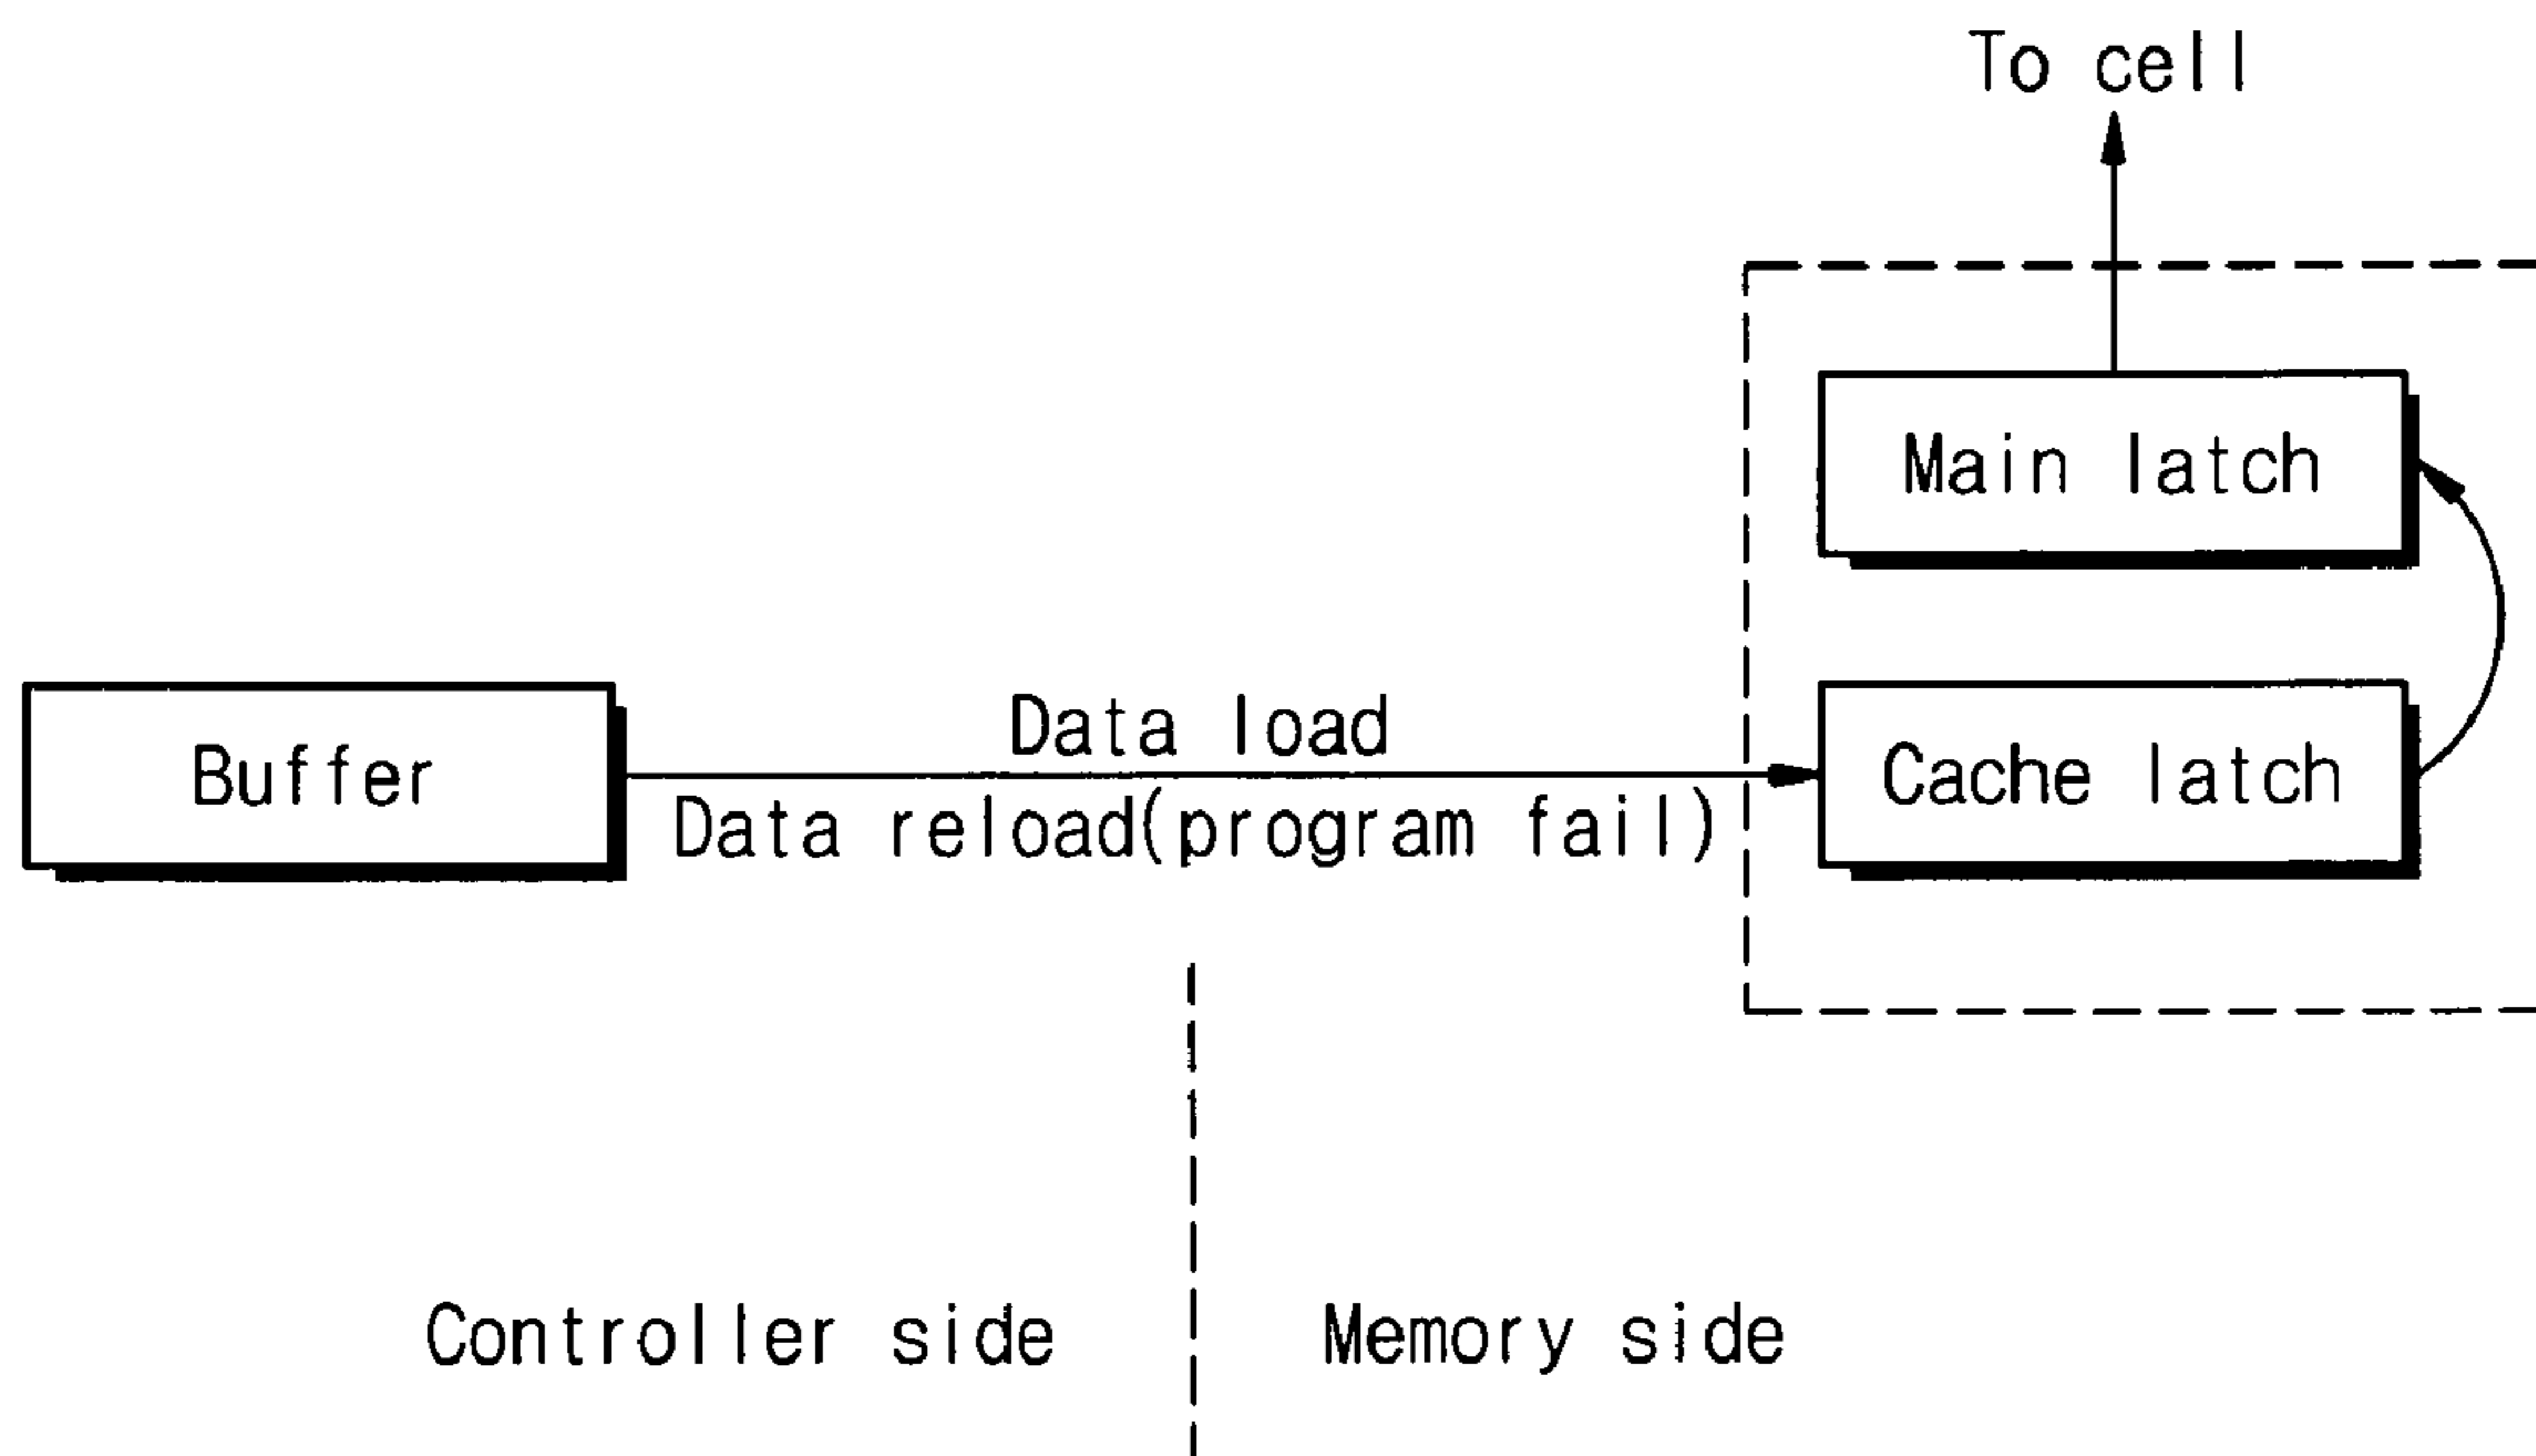 To cell
Main latch
Buffer
Data load
Data reload(program fail)
Cache latch
Controller side
Memory side